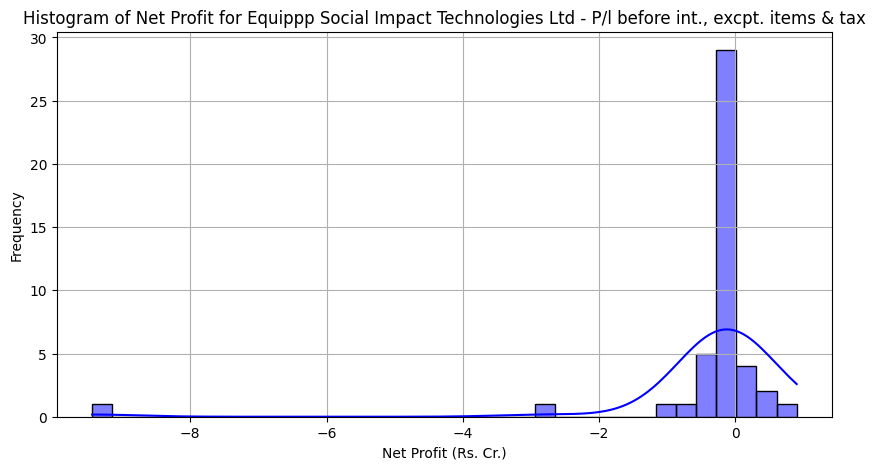 Histogram of Net Profit for Equippp Social Impact Technologies Ltd - P/l before int., excpt. items & tax
30
25
20
15
10
5
0
Frequency
−8 −6 −4 −2 0
Net Profit (Rs. Cr.)